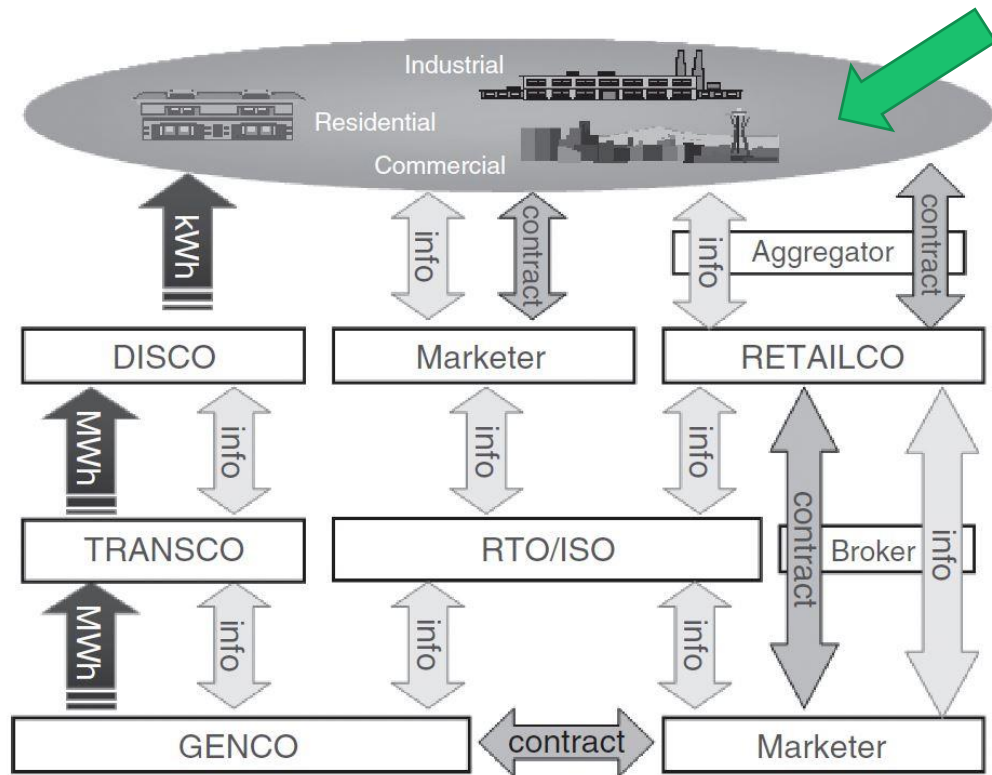 Industrial
Residential
Commercial
kWh
info
contract
info
Aggregator
contract
DISCO
Marketer
RETAILCO
MWh
info
info
info
contract
Broker
info
TRANSCO
RTO/ISO
MWh
info
info
info
GENCO
contract
Marketer